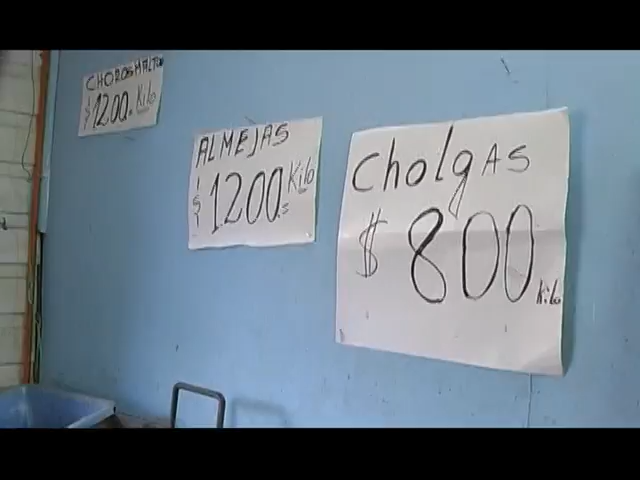 CHOROS MALTON
$1200.= Kilo
ALMEJAS
$1200.= Kilo
CholgAS
$800 kilo